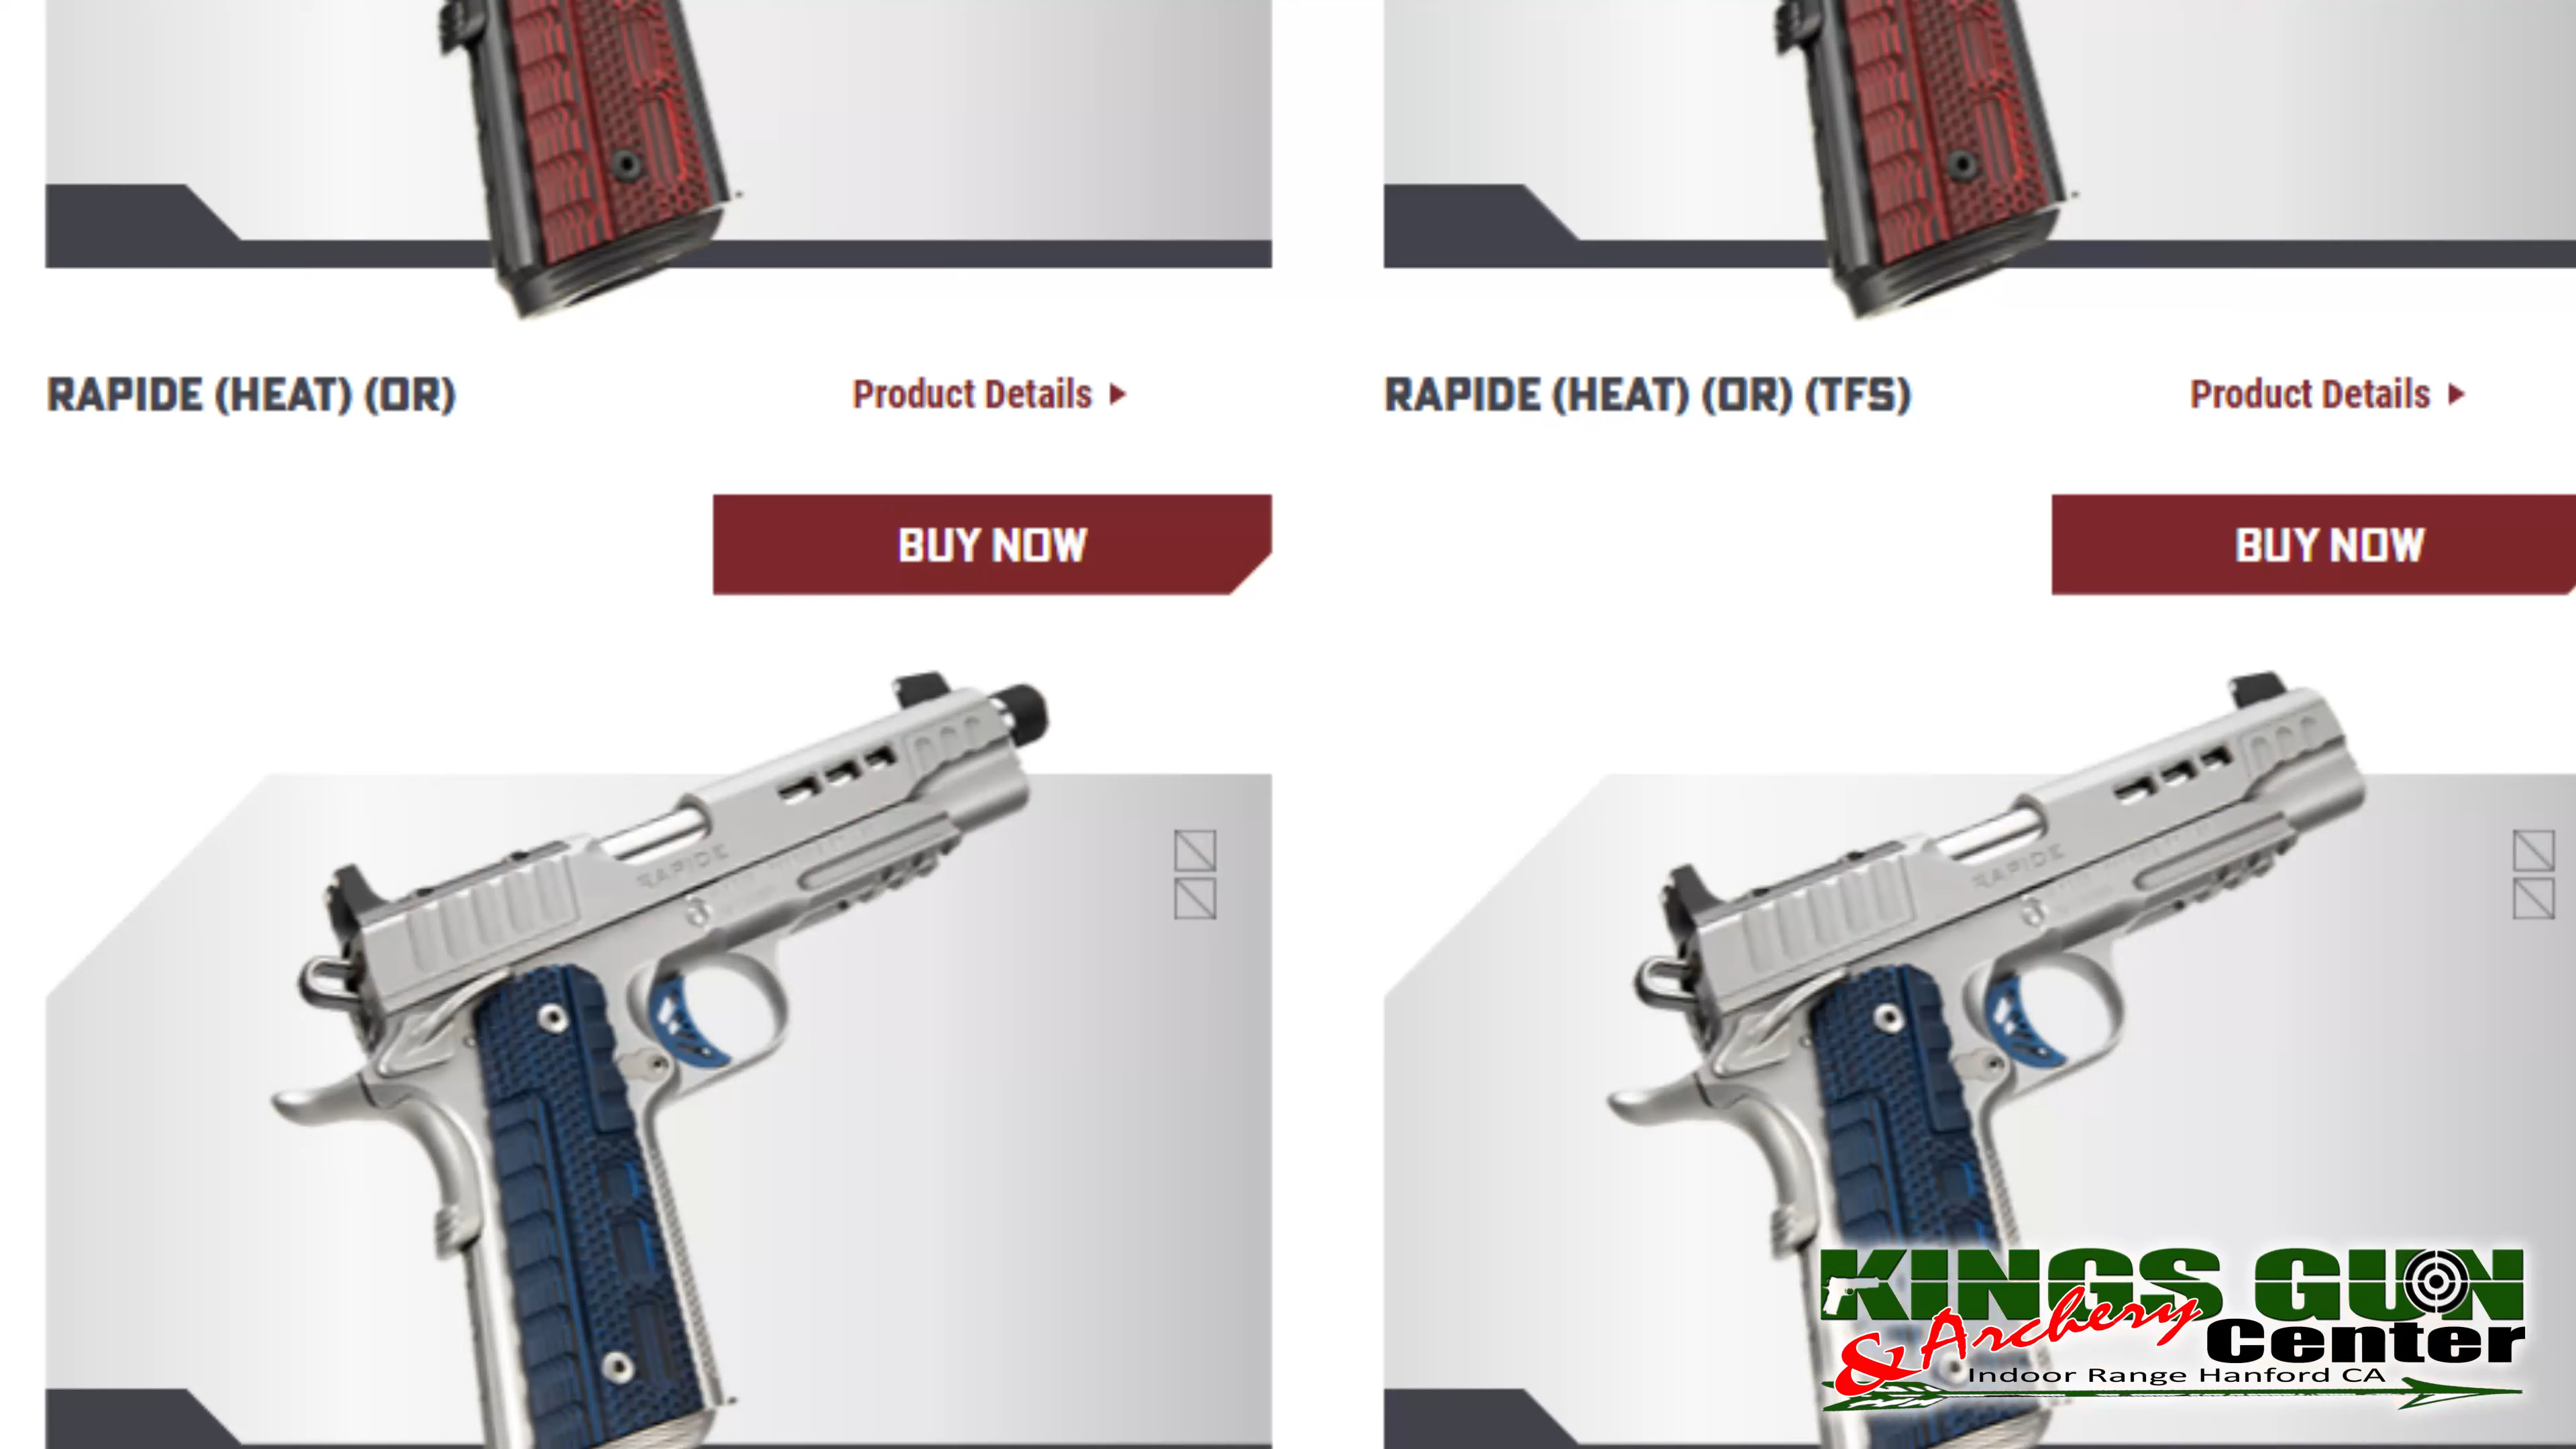 RAPIDE (HEAT) (OR)
Product Details
RAPIDE (HEAT) (OR) (TFS)
Product Details
BUY NOW
BUY NOW
RAPIDE
RAPIDE
KINGS GUN
& Archery Center
Indoor Range Hanford CA